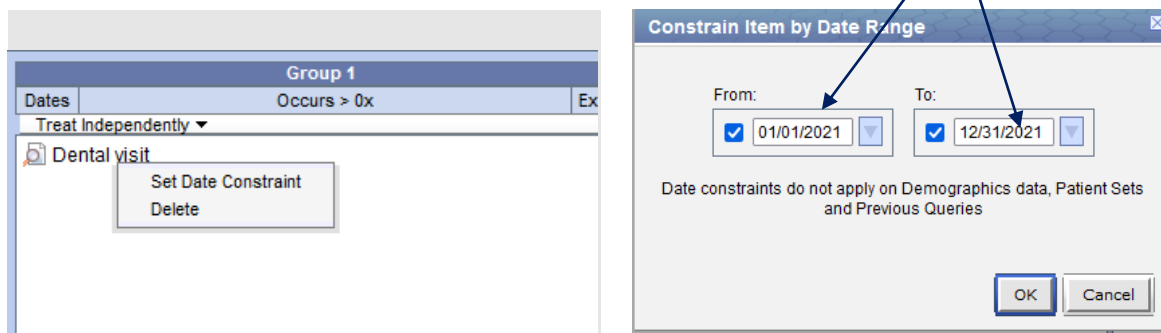 Group 1
Dates Occurs > 0x Ex
Treat Independently ▼
Dental visit
Set Date Constraint
Delete
Constrain Item by Date Range
From: To:
01/01/2021 12/31/2021
Date constraints do not apply on Demographics data, Patient Sets
and Previous Queries
OK Cancel